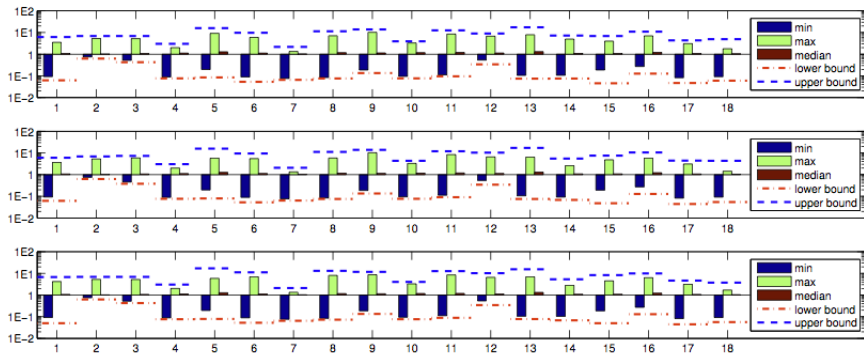 1E2
1E1
1
1E-1
1E-2
1 2 3 4 5 6 7 8 9 10 11 12 13 14 15 16 17 18
min
max
median
lower bound
upper bound
1E2
1E1
1
1E-1
1E-2
1 2 3 4 5 6 7 8 9 10 11 12 13 14 15 16 17 18
min
max
median
lower bound
upper bound
1E2
1E1
1
1E-1
1E-2
1 2 3 4 5 6 7 8 9 10 11 12 13 14 15 16 17 18
min
max
median
lower bound
upper bound